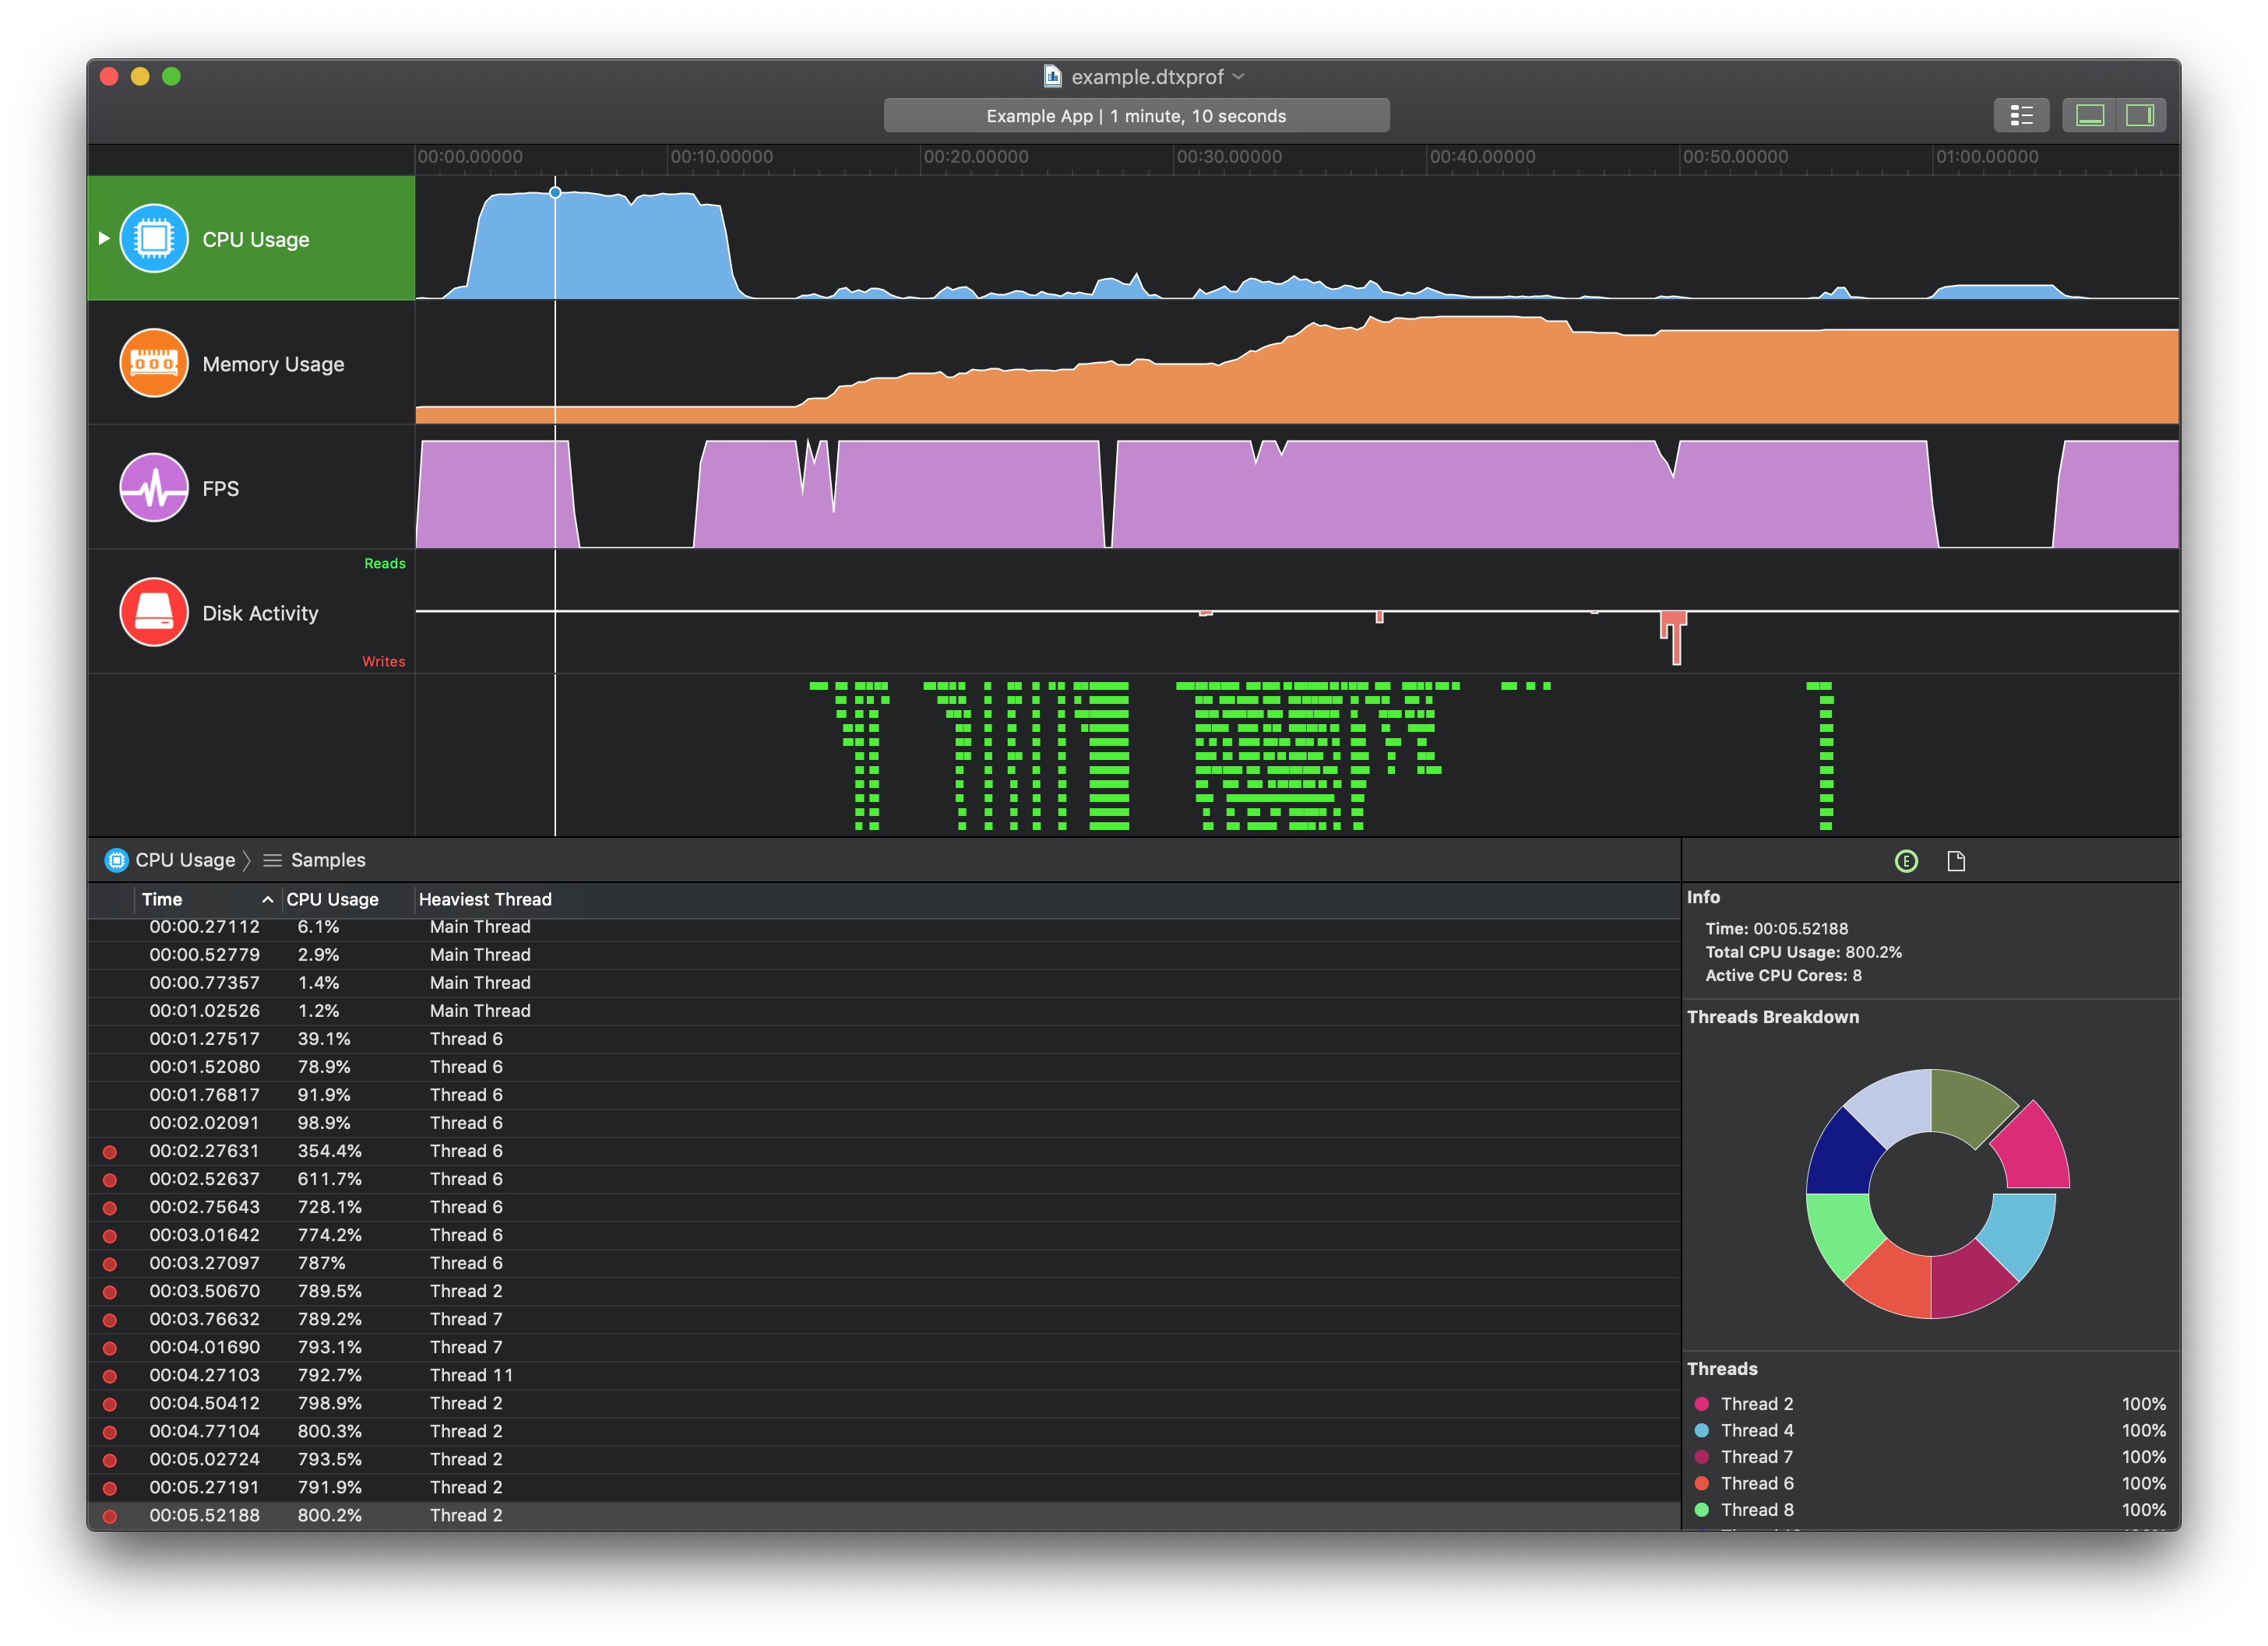 example.dtxprof
Example App | 1 minute, 10 seconds
00:00.00000 00:10.00000 00:20.00000 00:30.00000 00:40.00000 00:50.00000 01:00.00000
CPU Usage
Memory Usage
FPS
Reads
Disk Activity
Writes
CPU Usage Samples
Time CPU Usage Heaviest Thread
00:00.27112 6.1% Main Thread
00:00.52779 2.9% Main Thread
00:00.77357 1.4% Main Thread
00:01.02526 1.2% Main Thread
00:01.27517 39.1% Thread 6
00:01.52080 78.9% Thread 6
00:01.76817 91.9% Thread 6
00:02.02091 98.9% Thread 6
00:02.27631 354.4% Thread 6
00:02.52637 611.7% Thread 6
00:02.75643 728.1% Thread 6
00:03.01642 774.2% Thread 6
00:03.27097 787% Thread 6
00:03.50670 789.5% Thread 2
00:03.76632 789.2% Thread 7
00:04.01690 793.1% Thread 7
00:04.27103 792.7% Thread 11
00:04.50412 798.9% Thread 2
00:04.77104 800.3% Thread 2
00:05.02724 793.5% Thread 2
00:05.27191 791.9% Thread 2
00:05.52188 800.2% Thread 2
E
Info
Time: 00:05.52188
Total CPU Usage: 800.2%
Active CPU Cores: 8
Threads Breakdown
Threads
Thread 2 100%
Thread 4 100%
Thread 7 100%
Thread 6 100%
Thread 8 100%